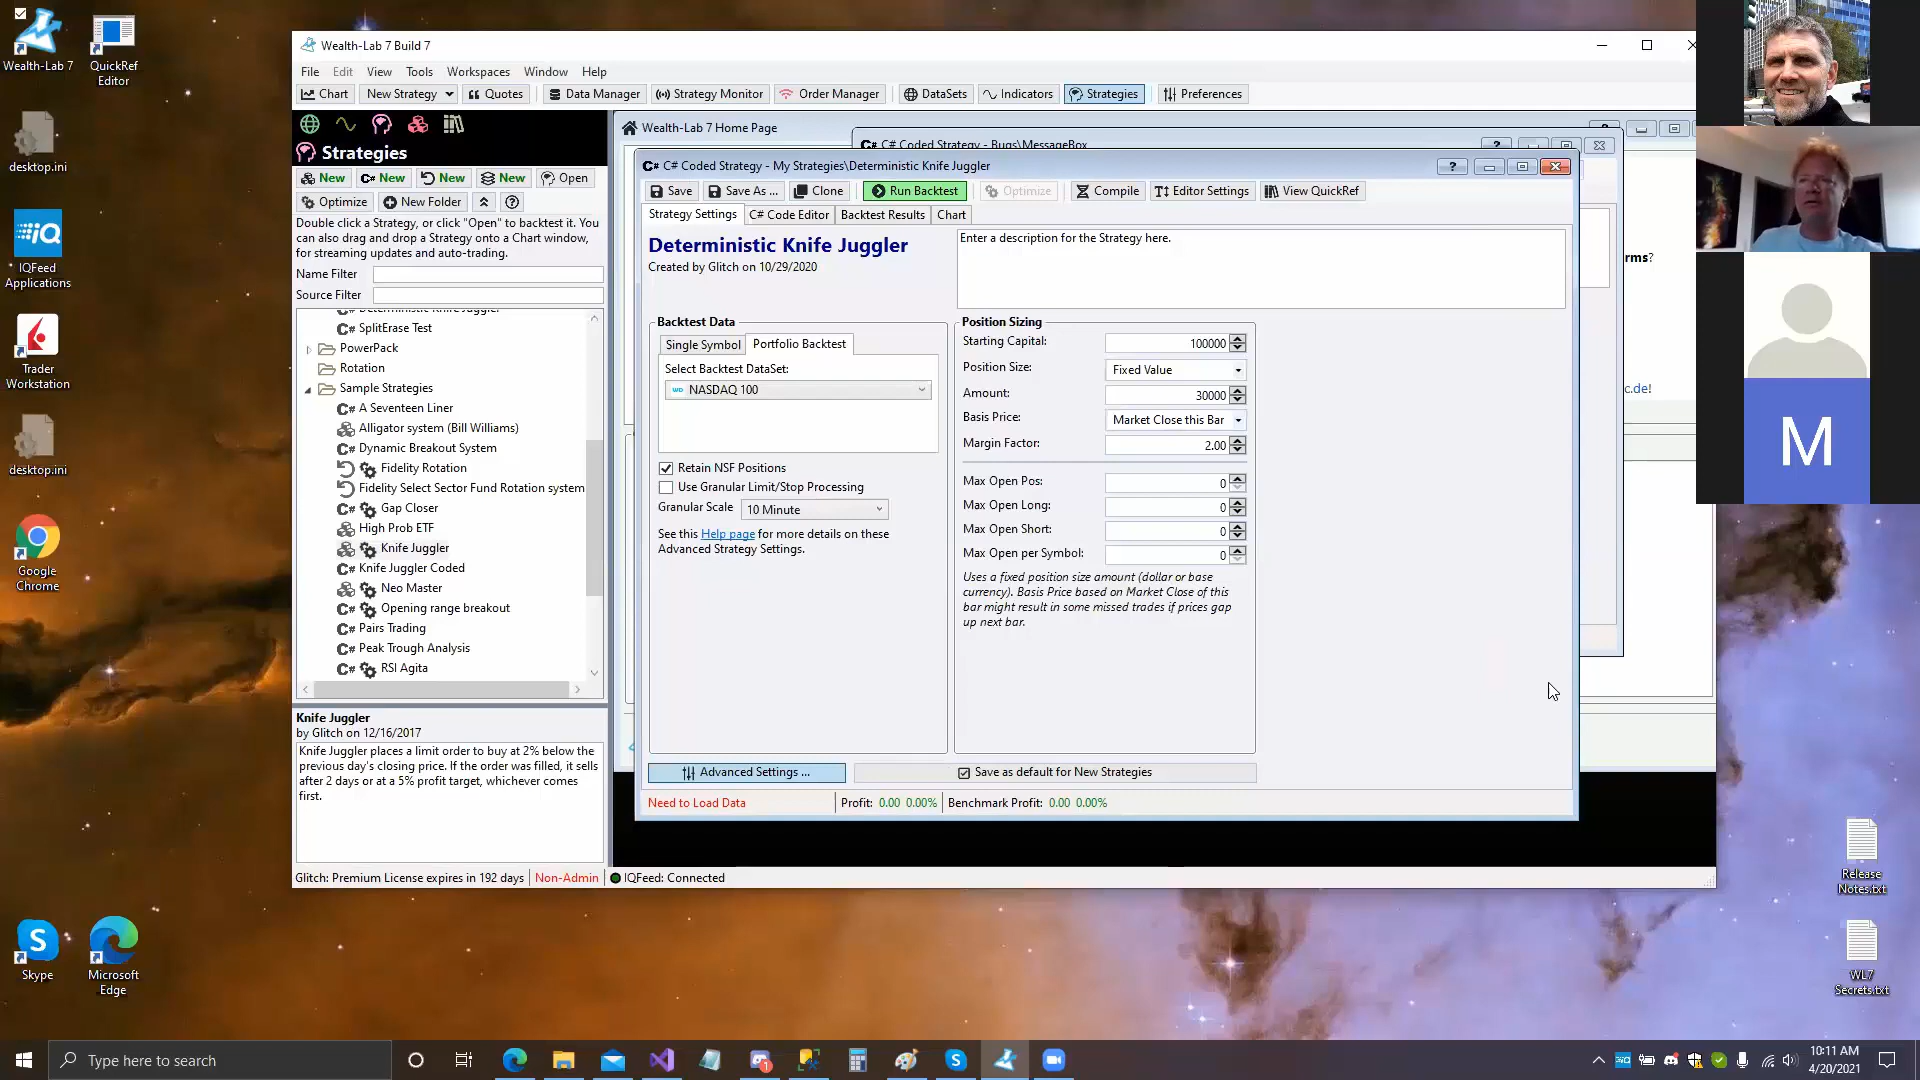 Wealth-Lab 7
QuickRef
Editor
desktop.ini
IQ
IQFeed
Applications
Trader
Workstation
desktop.ini
Google
Chrome
S
Skype
Microsoft
Edge
Wealth-Lab 7 Build 7
File Edit View Tools Workspaces Window Help
Chart New Strategy Quotes Data Manager Strategy Monitor Order Manager DataSets Indicators Strategies Preferences
Strategies
New C# New New New Open
Optimize New Folder
Double click a Strategy, or click "Open" to backtest it. You
can also drag and drop a Strategy onto a Chart window,
for streaming updates and auto-trading.
Name Filter
Source Filter
C# Deterministic Knife Juggler
C# SplitErase Test
PowerPack
Rotation
Sample Strategies
C# A Seventeen Liner
Alligator system (Bill Williams)
C# Dynamic Breakout System
Fidelity Rotation
Fidelity Select Sector Fund Rotation system
C# Gap Closer
High Prob ETF
Knife Juggler
C# Knife Juggler Coded
Neo Master
C# Opening range breakout
C# Pairs Trading
C# Peak Trough Analysis
C# RSI Agita
Knife Juggler
by Glitch on 12/16/2017
Knife Juggler places a limit order to buy at 2% below the
previous day's closing price. If the order was filled, it sells
after 2 days or at a 5% profit target, whichever comes
first.
Glitch: Premium License expires in 192 days Non-Admin IQFeed: Connected
Wealth-Lab 7 Home Page
C# C# Coded Strategy - Bugs\MessageBox
C# C# Coded Strategy - My Strategies\Deterministic Knife Juggler
Save Save As ... Clone Run Backtest Optimize Compile Editor Settings View QuickRef
Strategy Settings C# Code Editor Backtest Results Chart
Deterministic Knife Juggler
Created by Glitch on 10/29/2020
Enter a description for the Strategy here.
Backtest Data
Single Symbol Portfolio Backtest
Select Backtest DataSet:
WD NASDAQ 100
Retain NSF Positions
Use Granular Limit/Stop Processing
Granular Scale 10 Minute
See this Help page for more details on these
Advanced Strategy Settings.
Position Sizing
Starting Capital: 100000
Position Size: Fixed Value
Amount: 30000
Basis Price: Market Close this Bar
Margin Factor: 2.00
Max Open Pos: 0
Max Open Long: 0
Max Open Short: 0
Max Open per Symbol: 0
Uses a fixed position size amount (dollar or base
currency). Basis Price based on Market Close of this
bar might result in some missed trades if prices gap
up next bar.
Advanced Settings ... Save as default for New Strategies
Need to Load Data Profit: 0.00 0.00% Benchmark Profit: 0.00 0.00%
rms?
c.de!
M
Release
Notes.txt
WL7
Secrets.txt
Type here to search
10:11 AM
4/20/2021